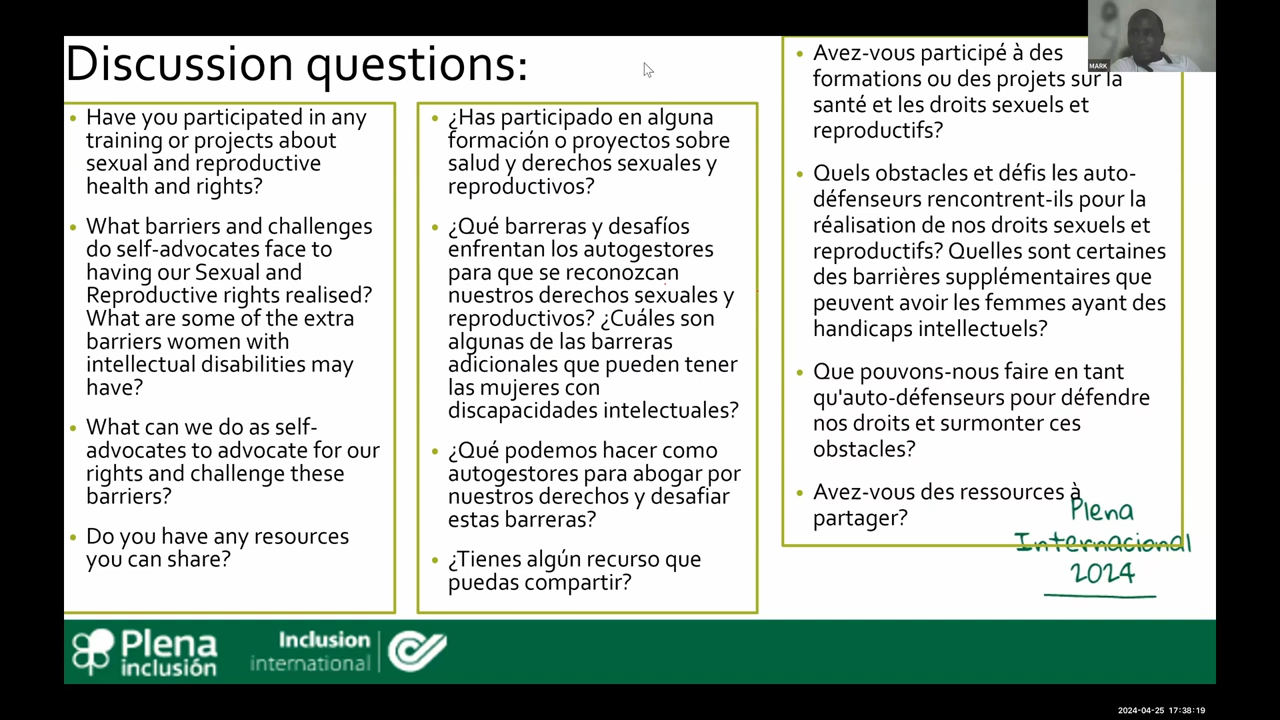 Discussion questions:
• Have you participated in any
training or projects about
sexual and reproductive
health and rights?
• What barriers and challenges
do self-advocates face to
having our Sexual and
Reproductive rights realised?
What are some of the extra
barriers women with
intellectual disabilities may
have?
• What can we do as self-
advocates to advocate for our
rights and challenge these
barriers?
• Do you have any resources
you can share?
• ¿Has participado en alguna
formación o proyectos sobre
salud y derechos sexuales y
reproductivos?
• ¿Qué barreras y desafíos
enfrentan los autogestores
para que se reconozcan
nuestros derechos sexuales y
reproductivos? ¿Cuáles son
algunas de las barreras
adicionales que pueden tener
las mujeres con
discapacidades intelectuales?
• ¿Qué podemos hacer como
autogestores para abogar por
nuestros derechos y desafiar
estas barreras?
• ¿Tienes algún recurso que
puedas compartir?
• Avez-vous participé à des
formations ou des projets sur la
santé et les droits sexuels et
reproductifs?
• Quels obstacles et défis les auto-
défenseurs rencontrent-ils pour la
réalisation de nos droits sexuels et
reproductifs? Quelles sont certaines
des barrières supplémentaires que
peuvent avoir les femmes ayant des
handicaps intellectuels?
• Que pouvons-nous faire en tant
qu'auto-défenseurs pour défendre
nos droits et surmonter ces
obstacles?
• Avez-vous des ressources à
partager?
MARK
Plena
Internacional
2024
Plena
inclusión
Inclusion
international
2024-04-25 17:38:19